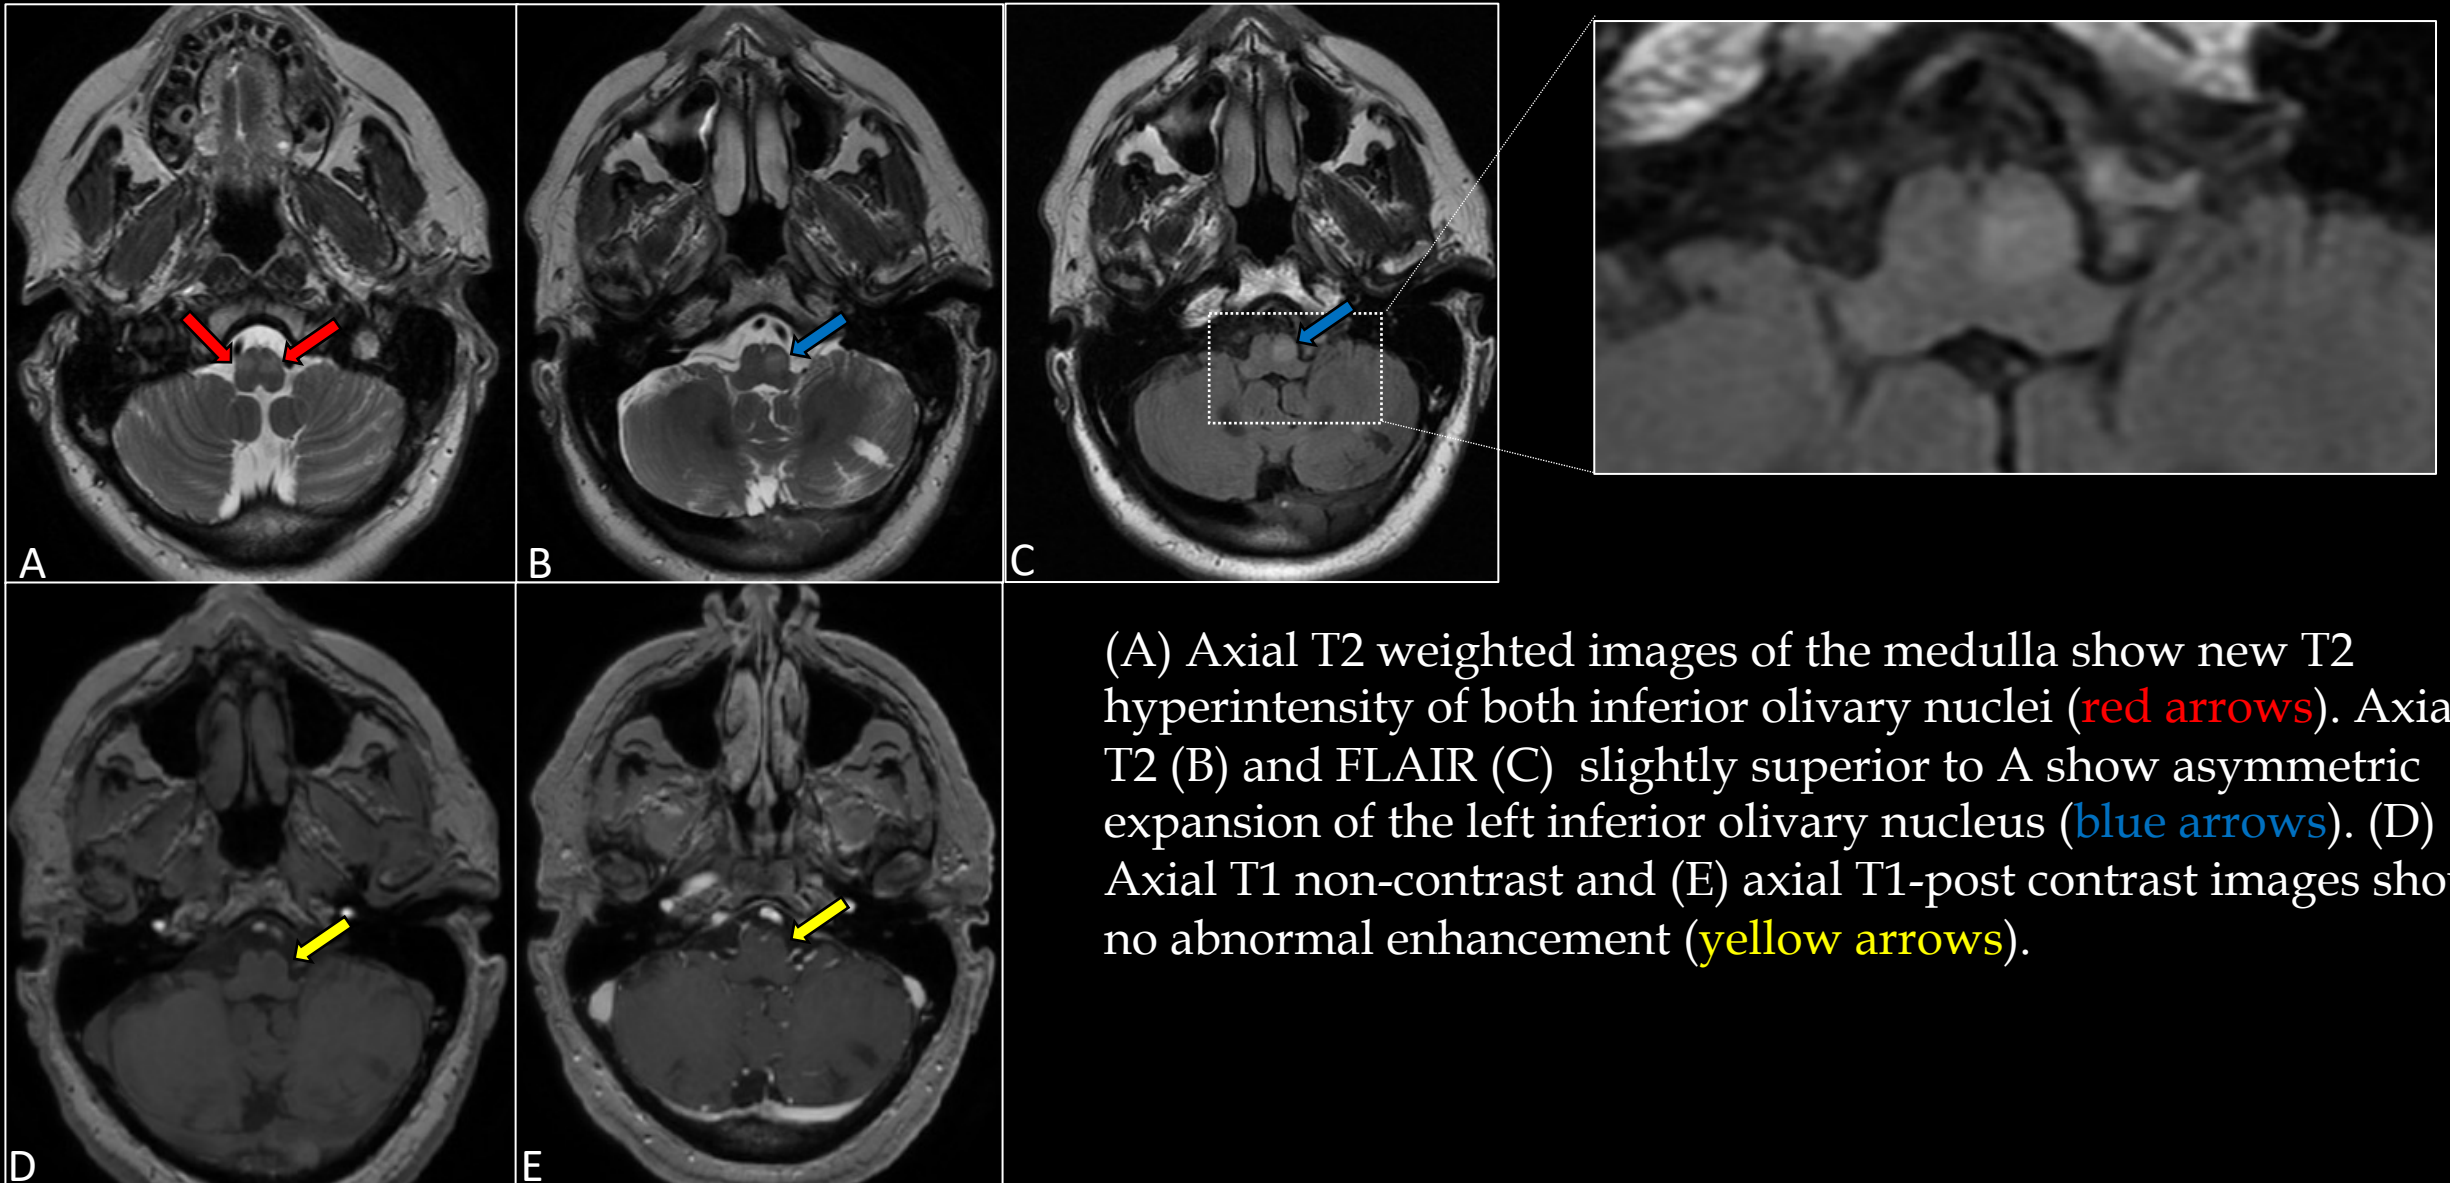 A
B
C
D
E
(A) Axial T2 weighted images of the medulla show new T2
hyperintensity of both inferior olivary nuclei (red arrows). Axia
T2 (B) and FLAIR (C)  slightly superior to A show asymmetric
expansion of the left inferior olivary nucleus (blue arrows). (D)
Axial T1 non-contrast and (E) axial T1-post contrast images sho
no abnormal enhancement (yellow arrows).